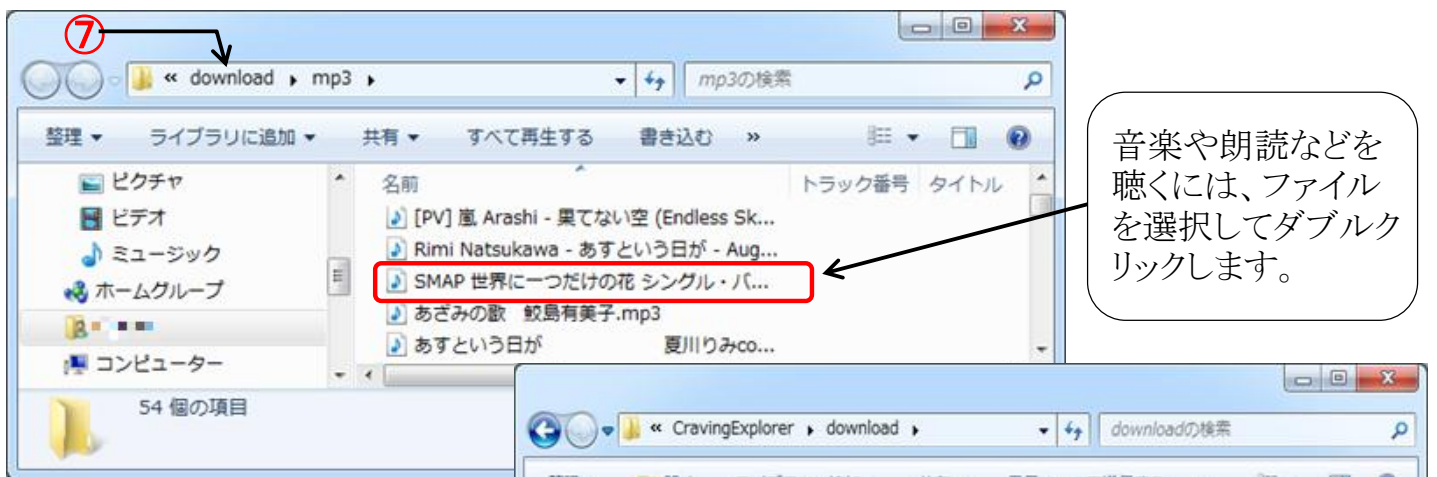 ⑦
« download ▸ mp3 ▸
mp3の検索
整理 ▼ ライブラリに追加 ▼ 共有 ▼ すべて再生する 書き込む »
ピクチャ
ビデオ
ミュージック
ホームグループ
コンピューター
名前 トラック番号 タイトル
[PV] 嵐 Arashi - 果てない空 (Endless Sk...
Rimi Natsukawa - あすという日が - Aug...
SMAP 世界に一つだけの花 シングル・バ...
あざみの歌 鮫島有美子.mp3
あすという日が 夏川りみco...
54 個の項目
音楽や朗読などを
聴くには、ファイル
を選択してダブルク
リックします。
« CravingExplorer ▸ download ▸
downloadの検索